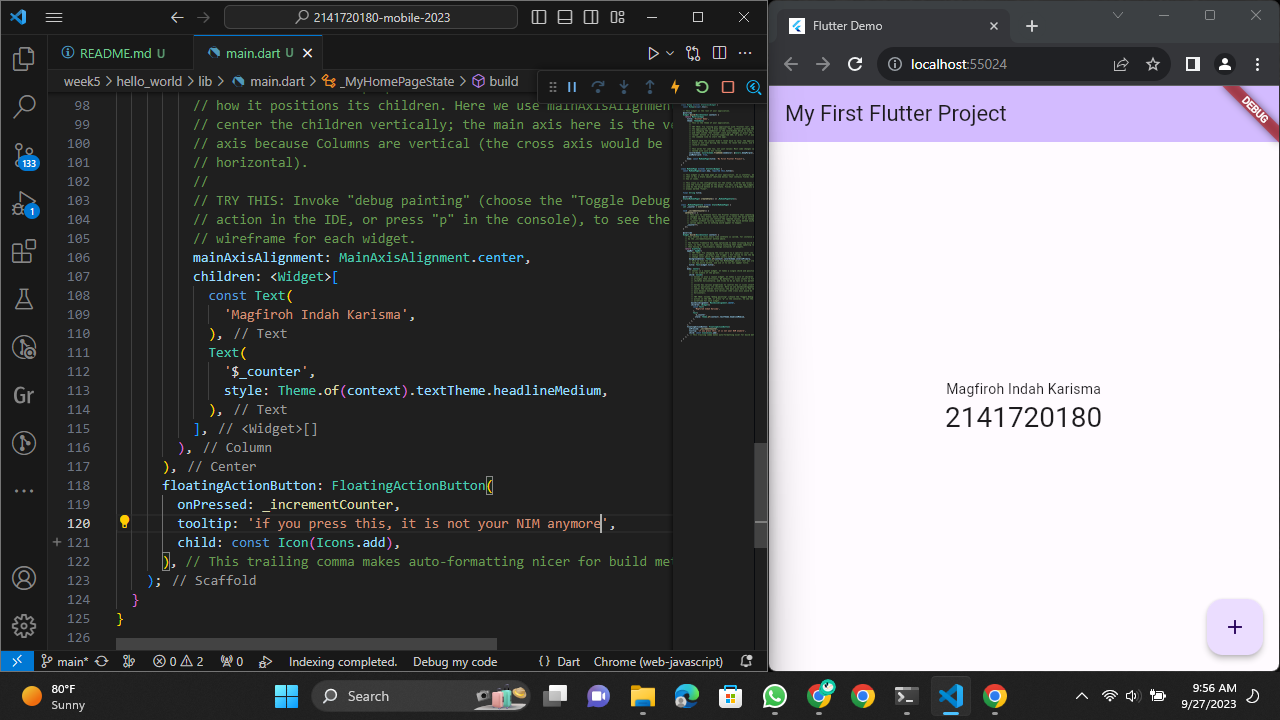 2141720180-mobile-2023
README.md U
main.dart U
week5 > hello_world > lib > main.dart > _MyHomePageState > build
98 // how it positions its children. Here we use mainAxisAlignmen
99 // center the children vertically; the main axis here is the ve
100 // axis because Columns are vertical (the cross axis would be
101 // horizontal).
102 //
103 // TRY THIS: Invoke "debug painting" (choose the "Toggle Debug
104 // action in the IDE, or press "p" in the console), to see the
105 // wireframe for each widget.
106 mainAxisAlignment: MainAxisAlignment.center,
107 children: <Widget>[
108 const Text(
109 'Magfiroh Indah Karisma',
110 ), // Text
111 Text(
112 '$_counter',
113 style: Theme.of(context).textTheme.headlineMedium,
114 ), // Text
115 ], // <Widget>[]
116 ), // Column
117 ), // Center
118 floatingActionButton: FloatingActionButton(
119 onPressed: _incrementCounter,
120 tooltip: 'if you press this, it is not your NIM anymore',
121 child: const Icon(Icons.add),
122 ), // This trailing comma makes auto-formatting nicer for build met
123 ); // Scaffold
124 }
125 }
126
133
1
Gr
main* 0 2 0 Indexing completed. Debug my code { } Dart Chrome (web-javascript)
Flutter Demo
localhost:55024
My First Flutter Project
DEBUG
Magfiroh Indah Karisma
2141720180
+
80°F
Sunny
Search
9:56 AM
9/27/2023